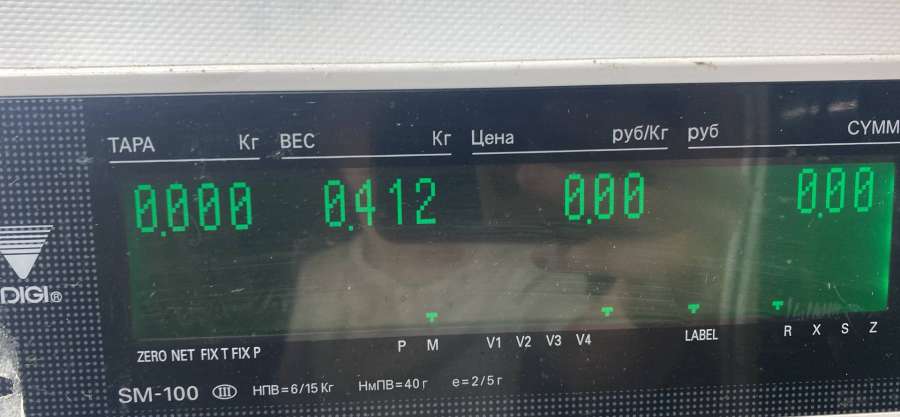 ТАРА Кг ВЕС Кг Цена руб/Кг руб СУММ
0.000 0.412 0.00 0.00
DIGI®
ZERO NET FIX T FIX P P M V1 V2 V3 V4 LABEL R X S Z
SM-100 III НПВ=6/15 Кг НмПВ=40 г e=2/5 г